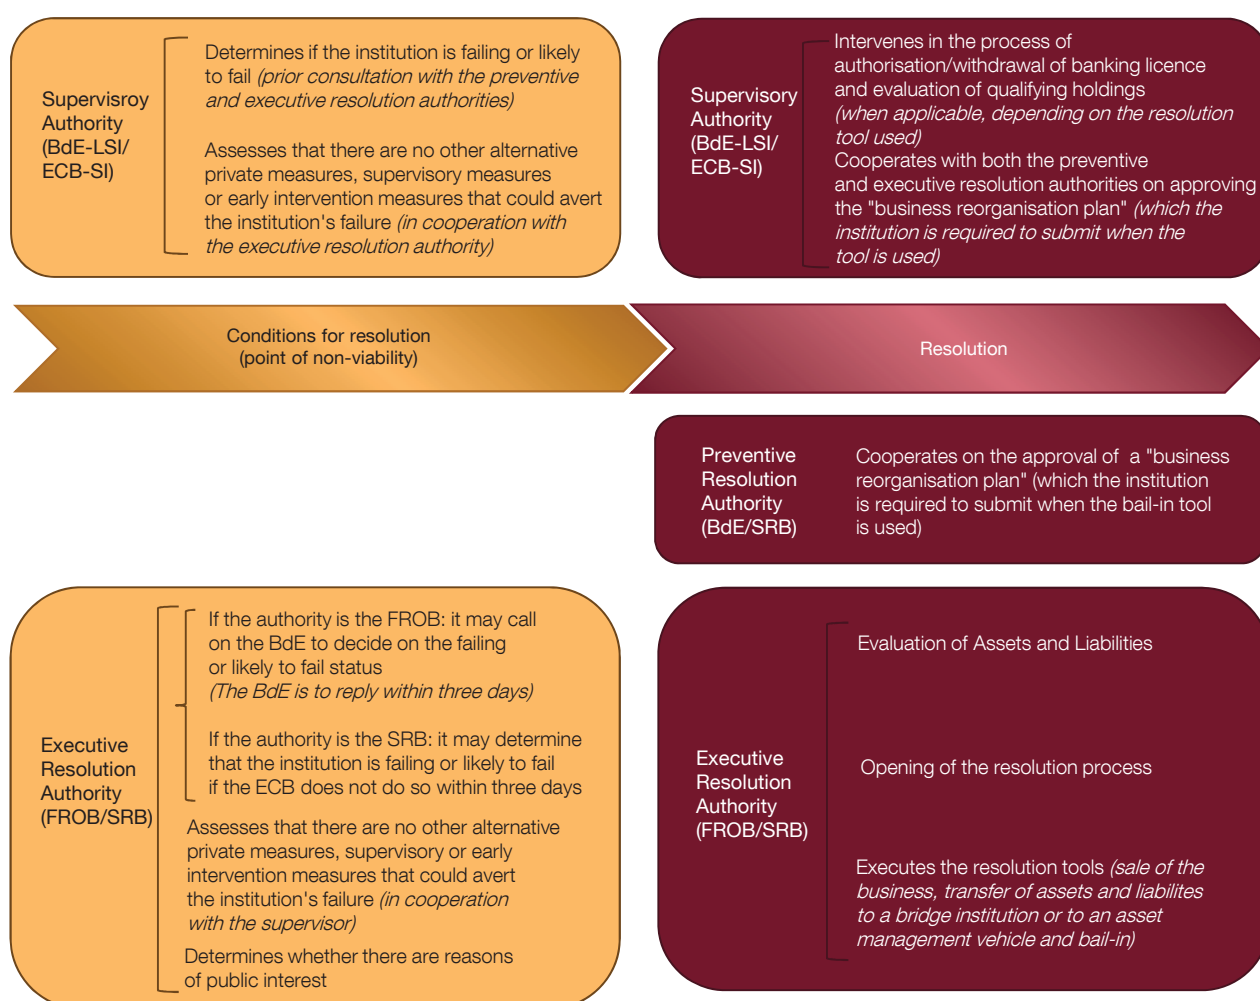 Supervisroy
Authority
(BdE-LSI/
ECB-SI)
Determines if the institution is failing or likely
to fail (prior consultation with the preventive
and executive resolution authorities)
Assesses that there are no other alternative
private measures, supervisory measures
or early intervention measures that could avert
the institution's failure (in cooperation with
the executive resolution authority)
Supervisory
Authority
(BdE-LSI/
ECB-SI)
Intervenes in the process of
authorisation/withdrawal of banking licence
and evaluation of qualifying holdings
(when applicable, depending on the resolution
tool used)
Cooperates with both the preventive
and executive resolution authorities on approving
the "business reorganisation plan" (which the
institution is required to submit when the
tool is used)
Conditions for resolution
(point of non-viability)
Resolution
Preventive
Resolution
Authority
(BdE/SRB)
Cooperates on the approval of a "business
reorganisation plan" (which the institution
is required to submit when the bail-in tool
is used)
Executive
Resolution
Authority
(FROB/SRB)
If the authority is the FROB: it may call
on the BdE to decide on the failing
or likely to fail status
(The BdE is to reply within three days)
If the authority is the SRB: it may determine
that the institution is failing or likely to fail
if the ECB does not do so within three days
Assesses that there are no other alternative
private measures, supervisory or early
intervention measures that could avert
the institution's failure (in cooperation
with the supervisor)
Determines whether there are reasons
of public interest
Executive
Resolution
Authority
(FROB/SRB)
Evaluation of Assets and Liabilities
Opening of the resolution process
Executes the resolution tools (sale of the
business, transfer of assets and liabilites
to a bridge institution or to an asset
management vehicle and bail-in)